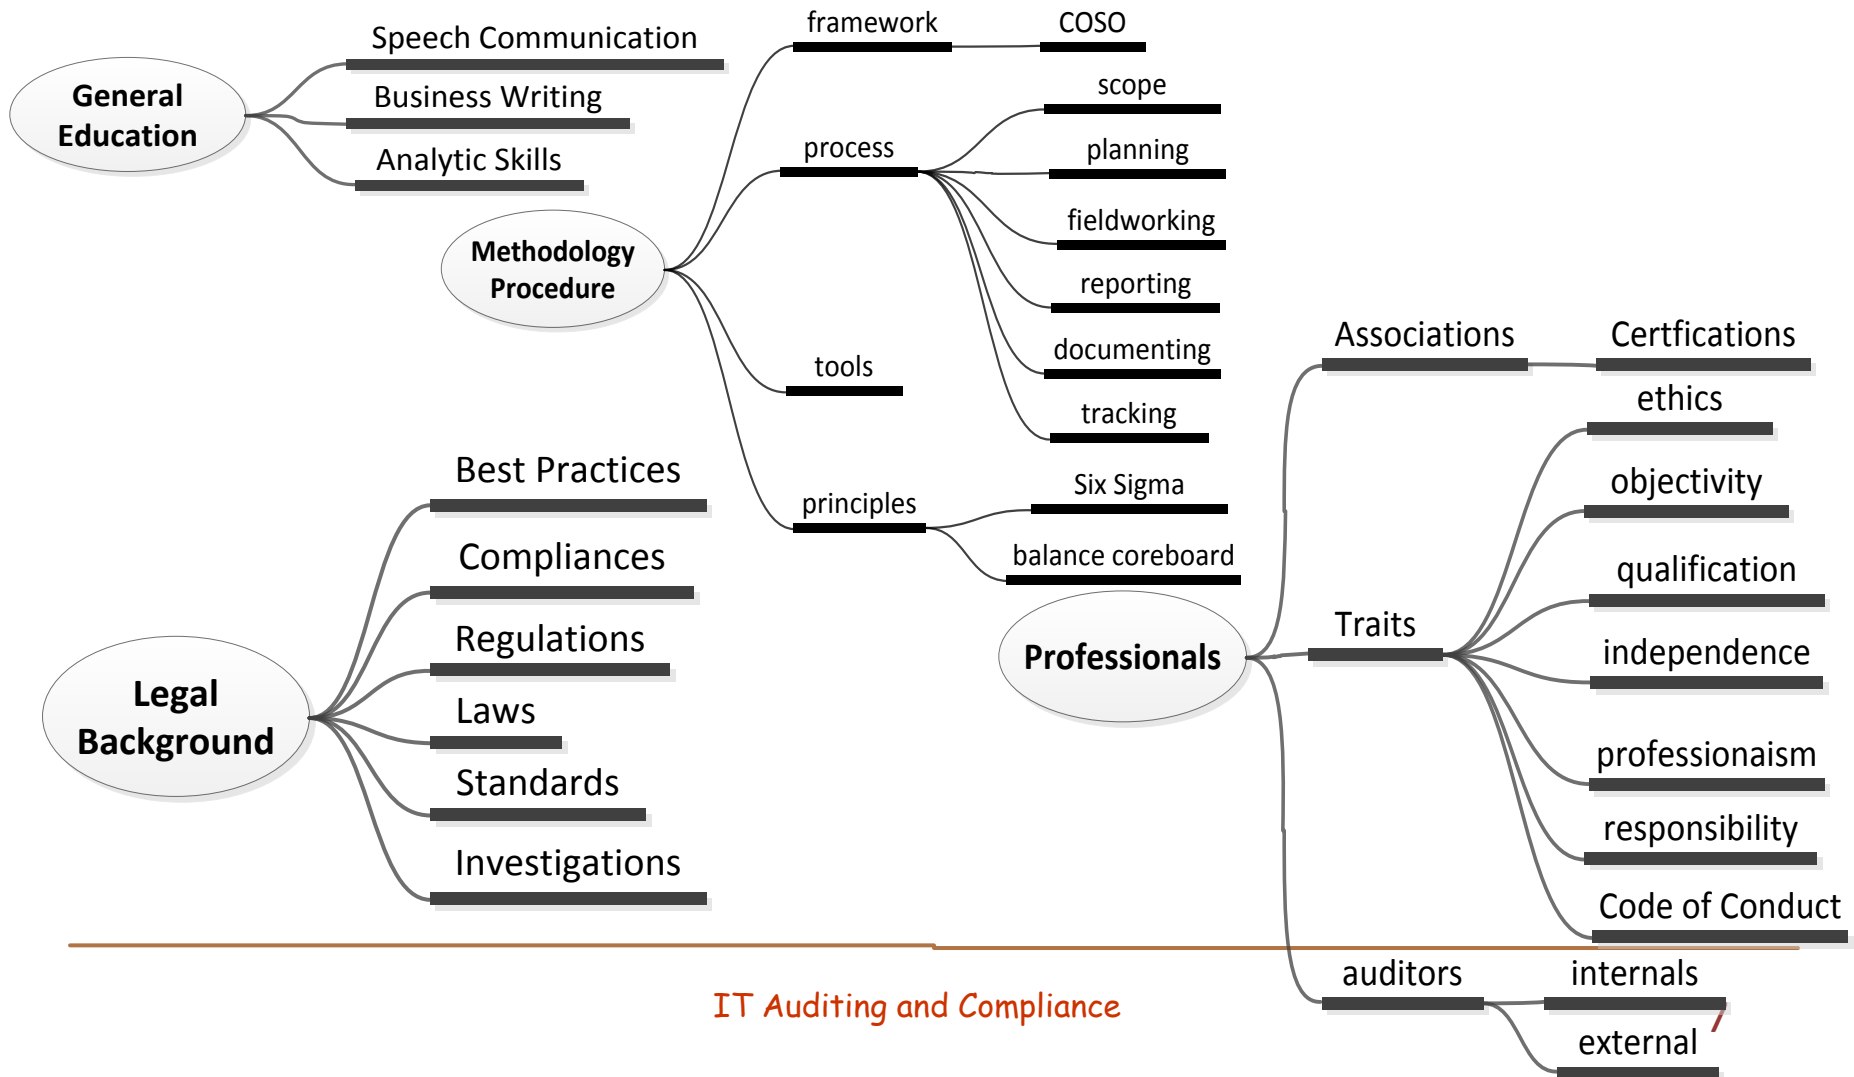 General
Education
Speech Communication
Business Writing
Analytic Skills
Methodology
Procedure
framework
COSO
process
scope
planning
fieldworking
reporting
documenting
tracking
tools
principles
Six Sigma
balance coreboard
Legal
Background
Best Practices
Compliances
Regulations
Laws
Standards
Investigations
Professionals
Associations
Certfications
Traits
ethics
objectivity
qualification
independence
professionaism
responsibility
Code of Conduct
auditors
internals
external
IT Auditing and Compliance